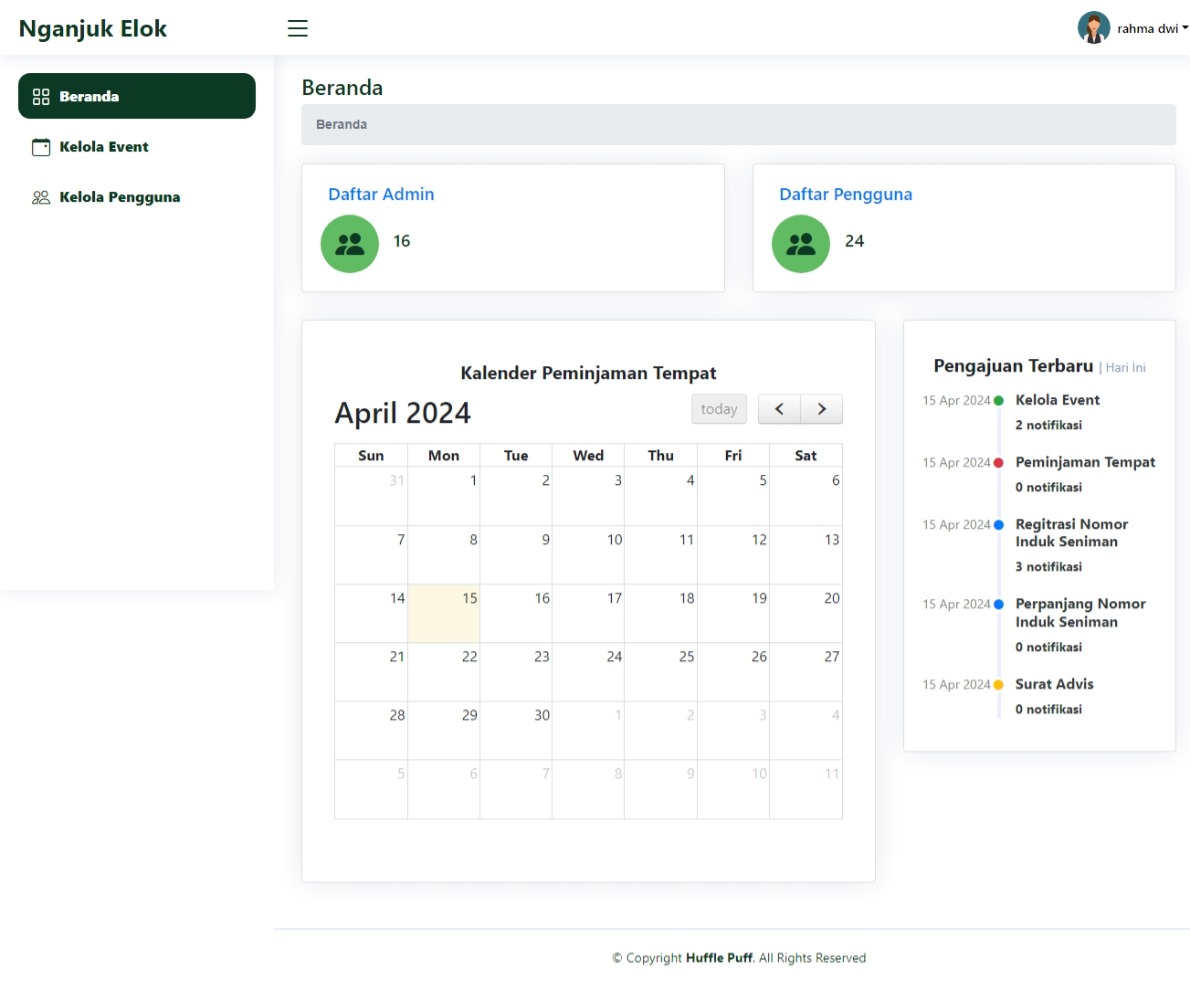 Nganjuk Elok
rahma dwi
Beranda
Kelola Event
Kelola Pengguna
Beranda
Beranda
Daftar Admin
16
Daftar Pengguna
24
Kalender Peminjaman Tempat
April 2024
today
Sun Mon Tue Wed Thu Fri Sat
31 1 2 3 4 5 6
7 8 9 10 11 12 13
14 15 16 17 18 19 20
21 22 23 24 25 26 27
28 29 30 1 2 3 4
5 6 7 8 9 10 11
Pengajuan Terbaru | Hari Ini
15 Apr 2024 Kelola Event
2 notifikasi
15 Apr 2024 Peminjaman Tempat
0 notifikasi
15 Apr 2024 Regitrasi Nomor
Induk Seniman
3 notifikasi
15 Apr 2024 Perpanjang Nomor
Induk Seniman
0 notifikasi
15 Apr 2024 Surat Advis
0 notifikasi
© Copyright Huffle Puff. All Rights Reserved